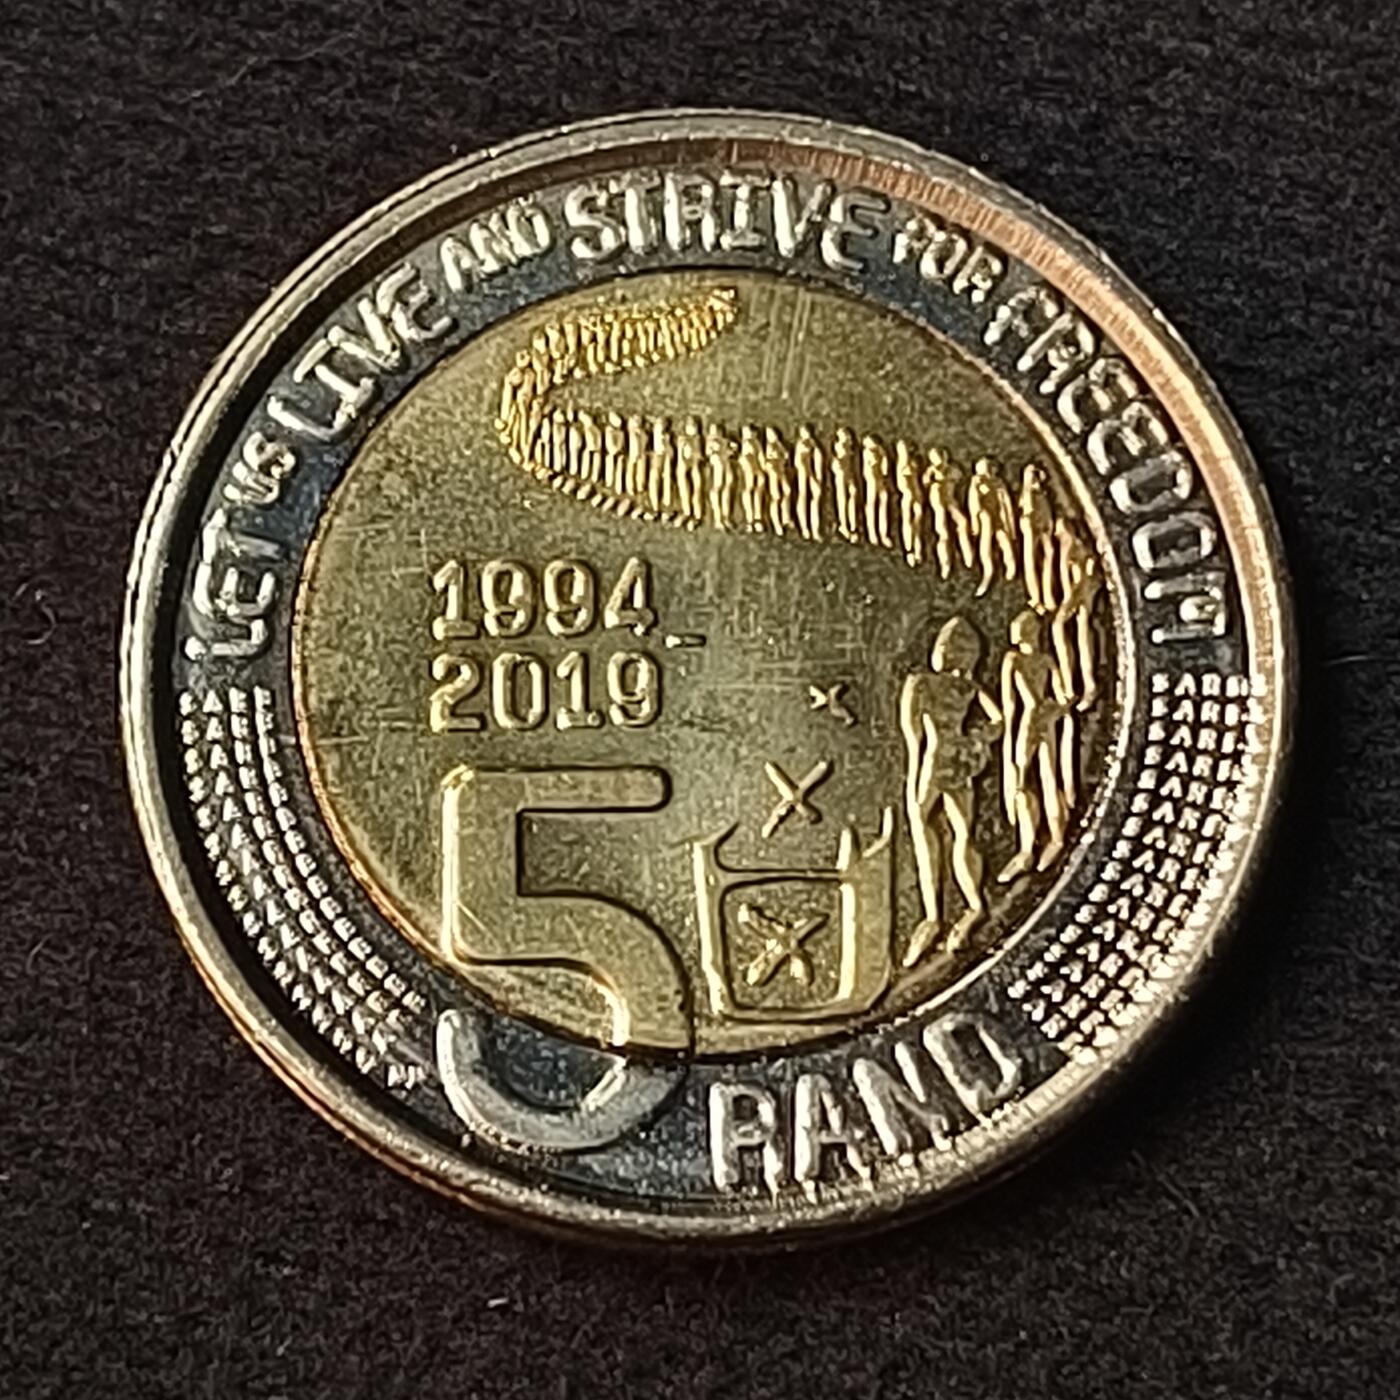 LET US LIVE AND STRIVE FOR FREEDOM
1994-
2019
5
RAND